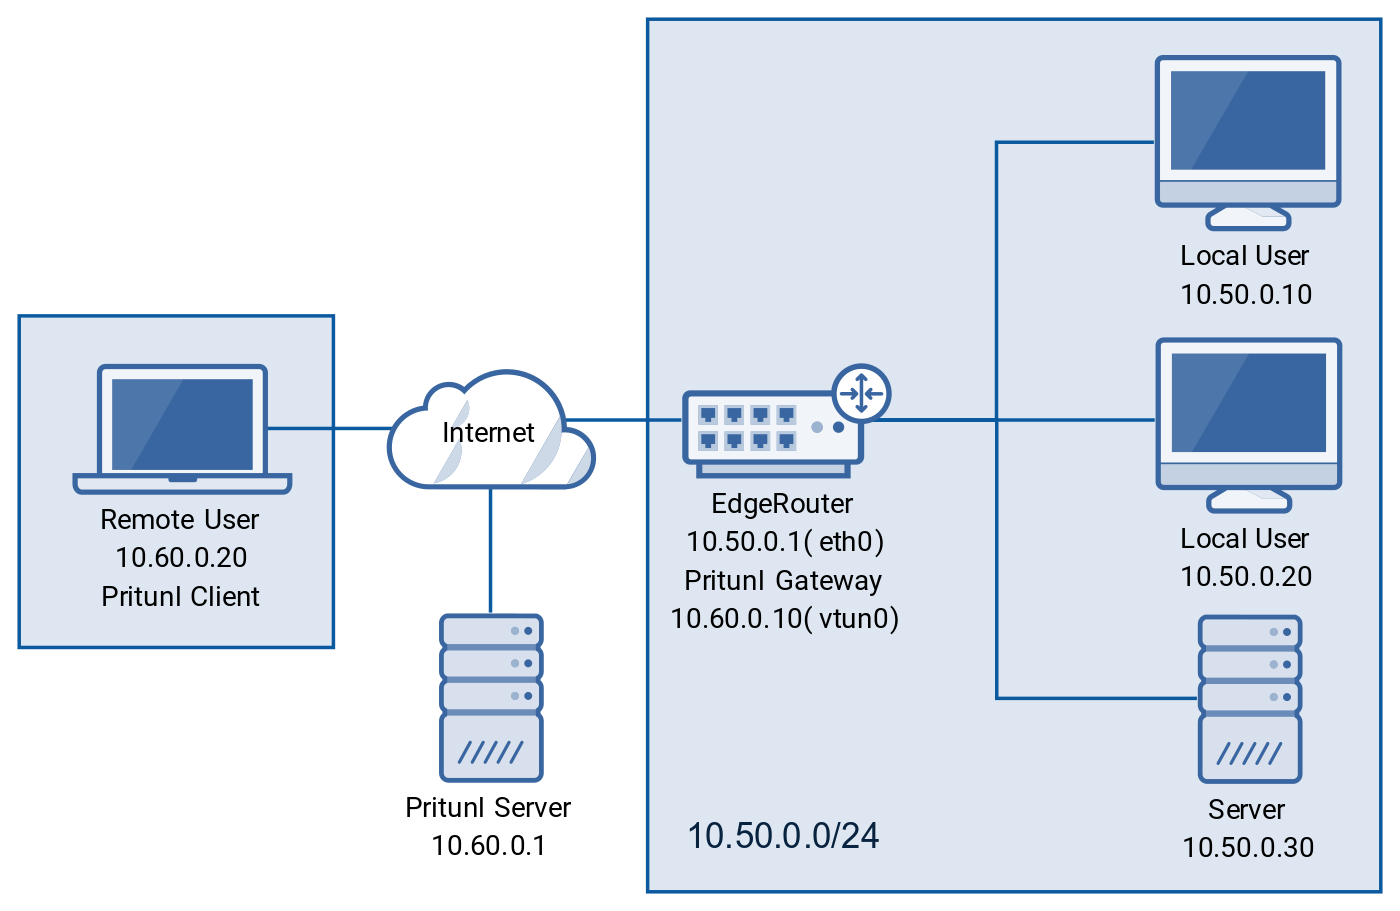 Local User
10.50.0.10
Internet
Remote User
10.60.0.20
Pritunl Client
EdgeRouter
10.50.0.1( eth0)
Pritunl Gateway
10.60.0.10( vtun0)
Local User
10.50.0.20
Pritunl Server
10.60.0.1
10.50.0.0/24
Server
10.50.0.30